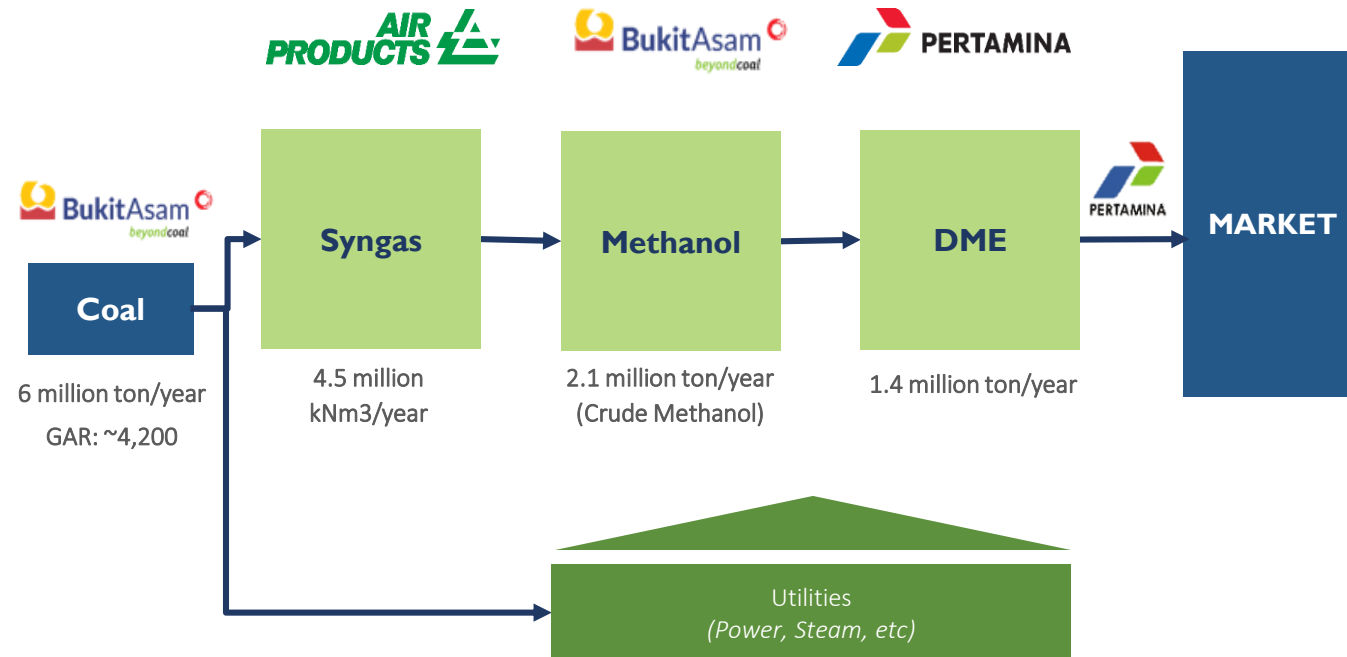 AIR
PRODUCTS
BukitAsam
beyondcoal
PERTAMINA
BukitAsam
beyondcoal
Coal
6 million ton/year
GAR: ~4,200
Syngas
4.5 million
kNm3/year
Methanol
2.1 million ton/year
(Crude Methanol)
DME
1.4 million ton/year
PERTAMINA
MARKET
Utilities
(Power, Steam, etc)